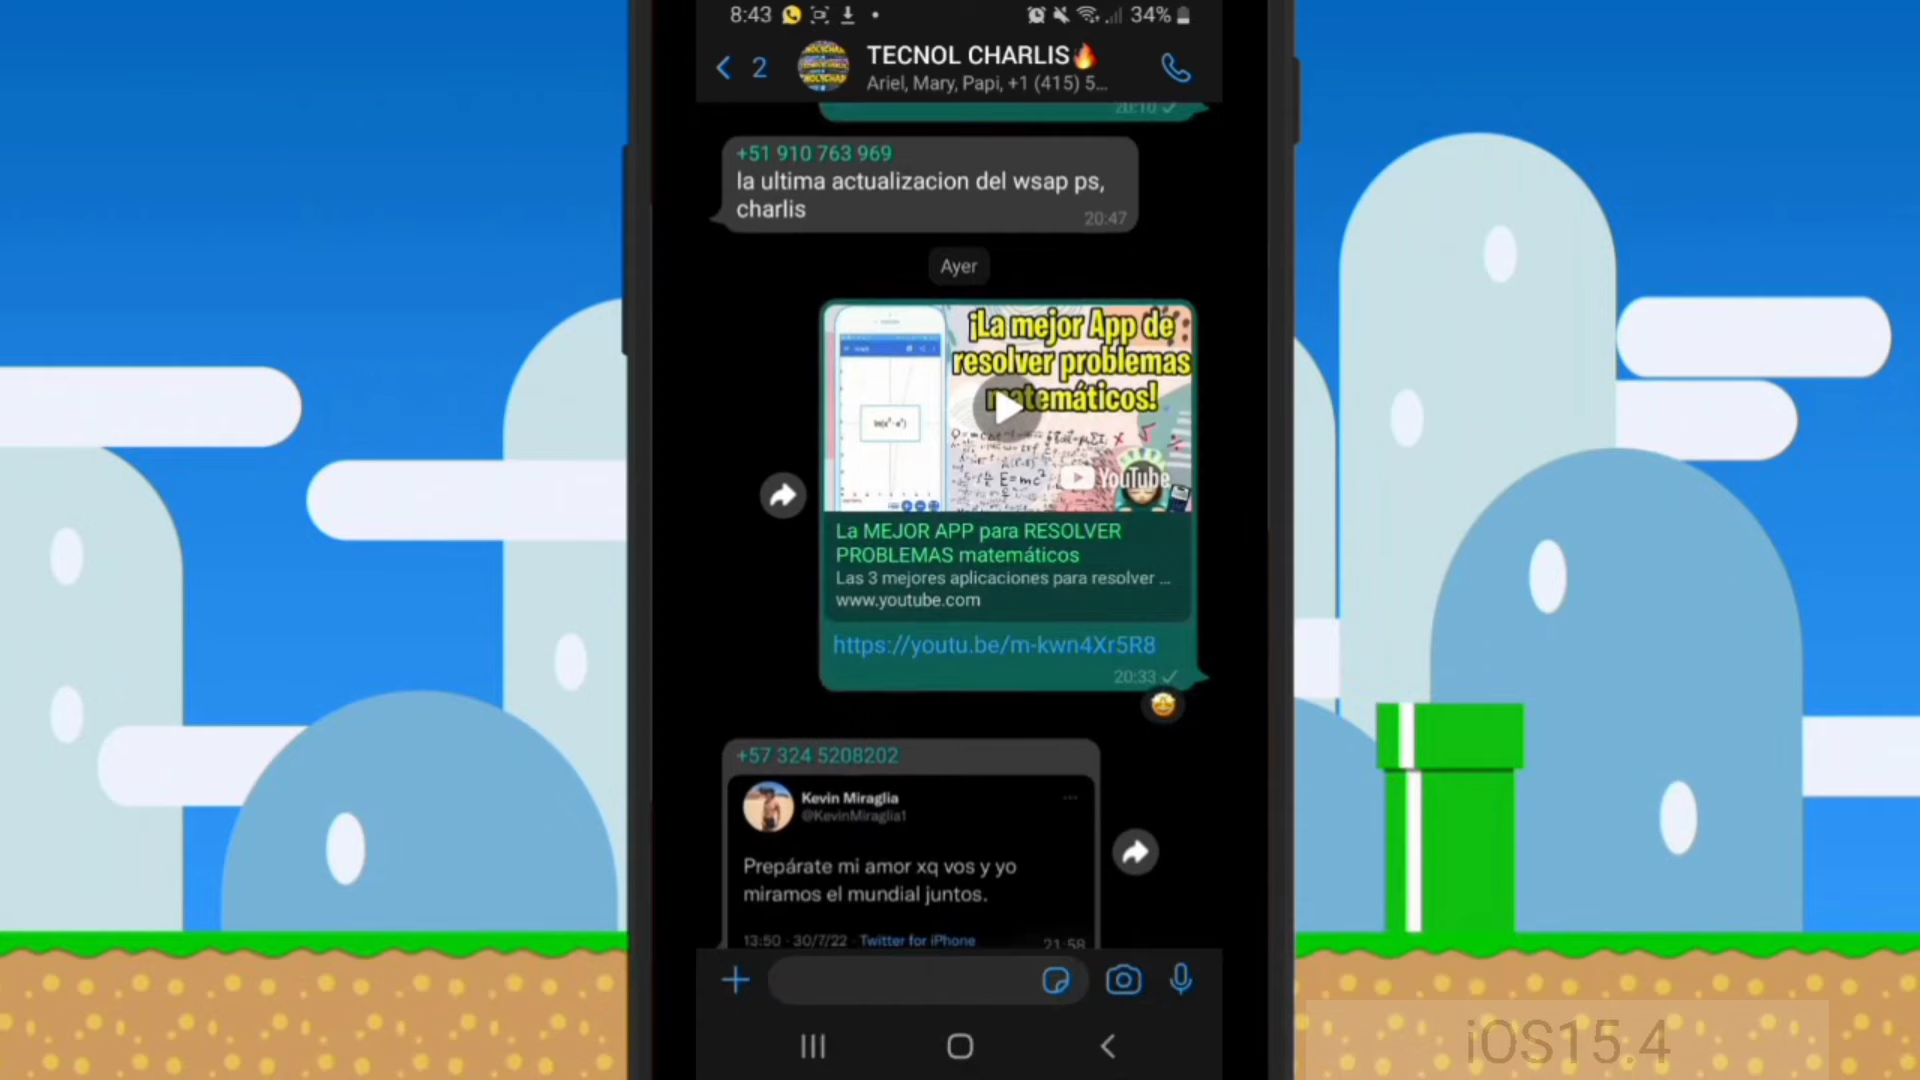 8:43
34%
2
TECNOL CHARLIS🔥
Ariel, Mary, Papi, +1 (415) 5...
20:10
+51 910 763 969
la ultima actualizacion del wsap ps,
charlis
20:47
Ayer
¡La mejor App de
resolver problemas
matemáticos!
E=mc²
YouTube
La MEJOR APP para RESOLVER
PROBLEMAS matemáticos
Las 3 mejores aplicaciones para resolver ...
www.youtube.com
https://youtu.be/m-kwn4Xr5R8
20:33
+57 324 5208202
Kevin Miraglia
@KevinMiraglia1
Prepárate mi amor xq vos y yo
miramos el mundial juntos.
13:50 · 30/7/22 · Twitter for iPhone
21:58
iOS15.4